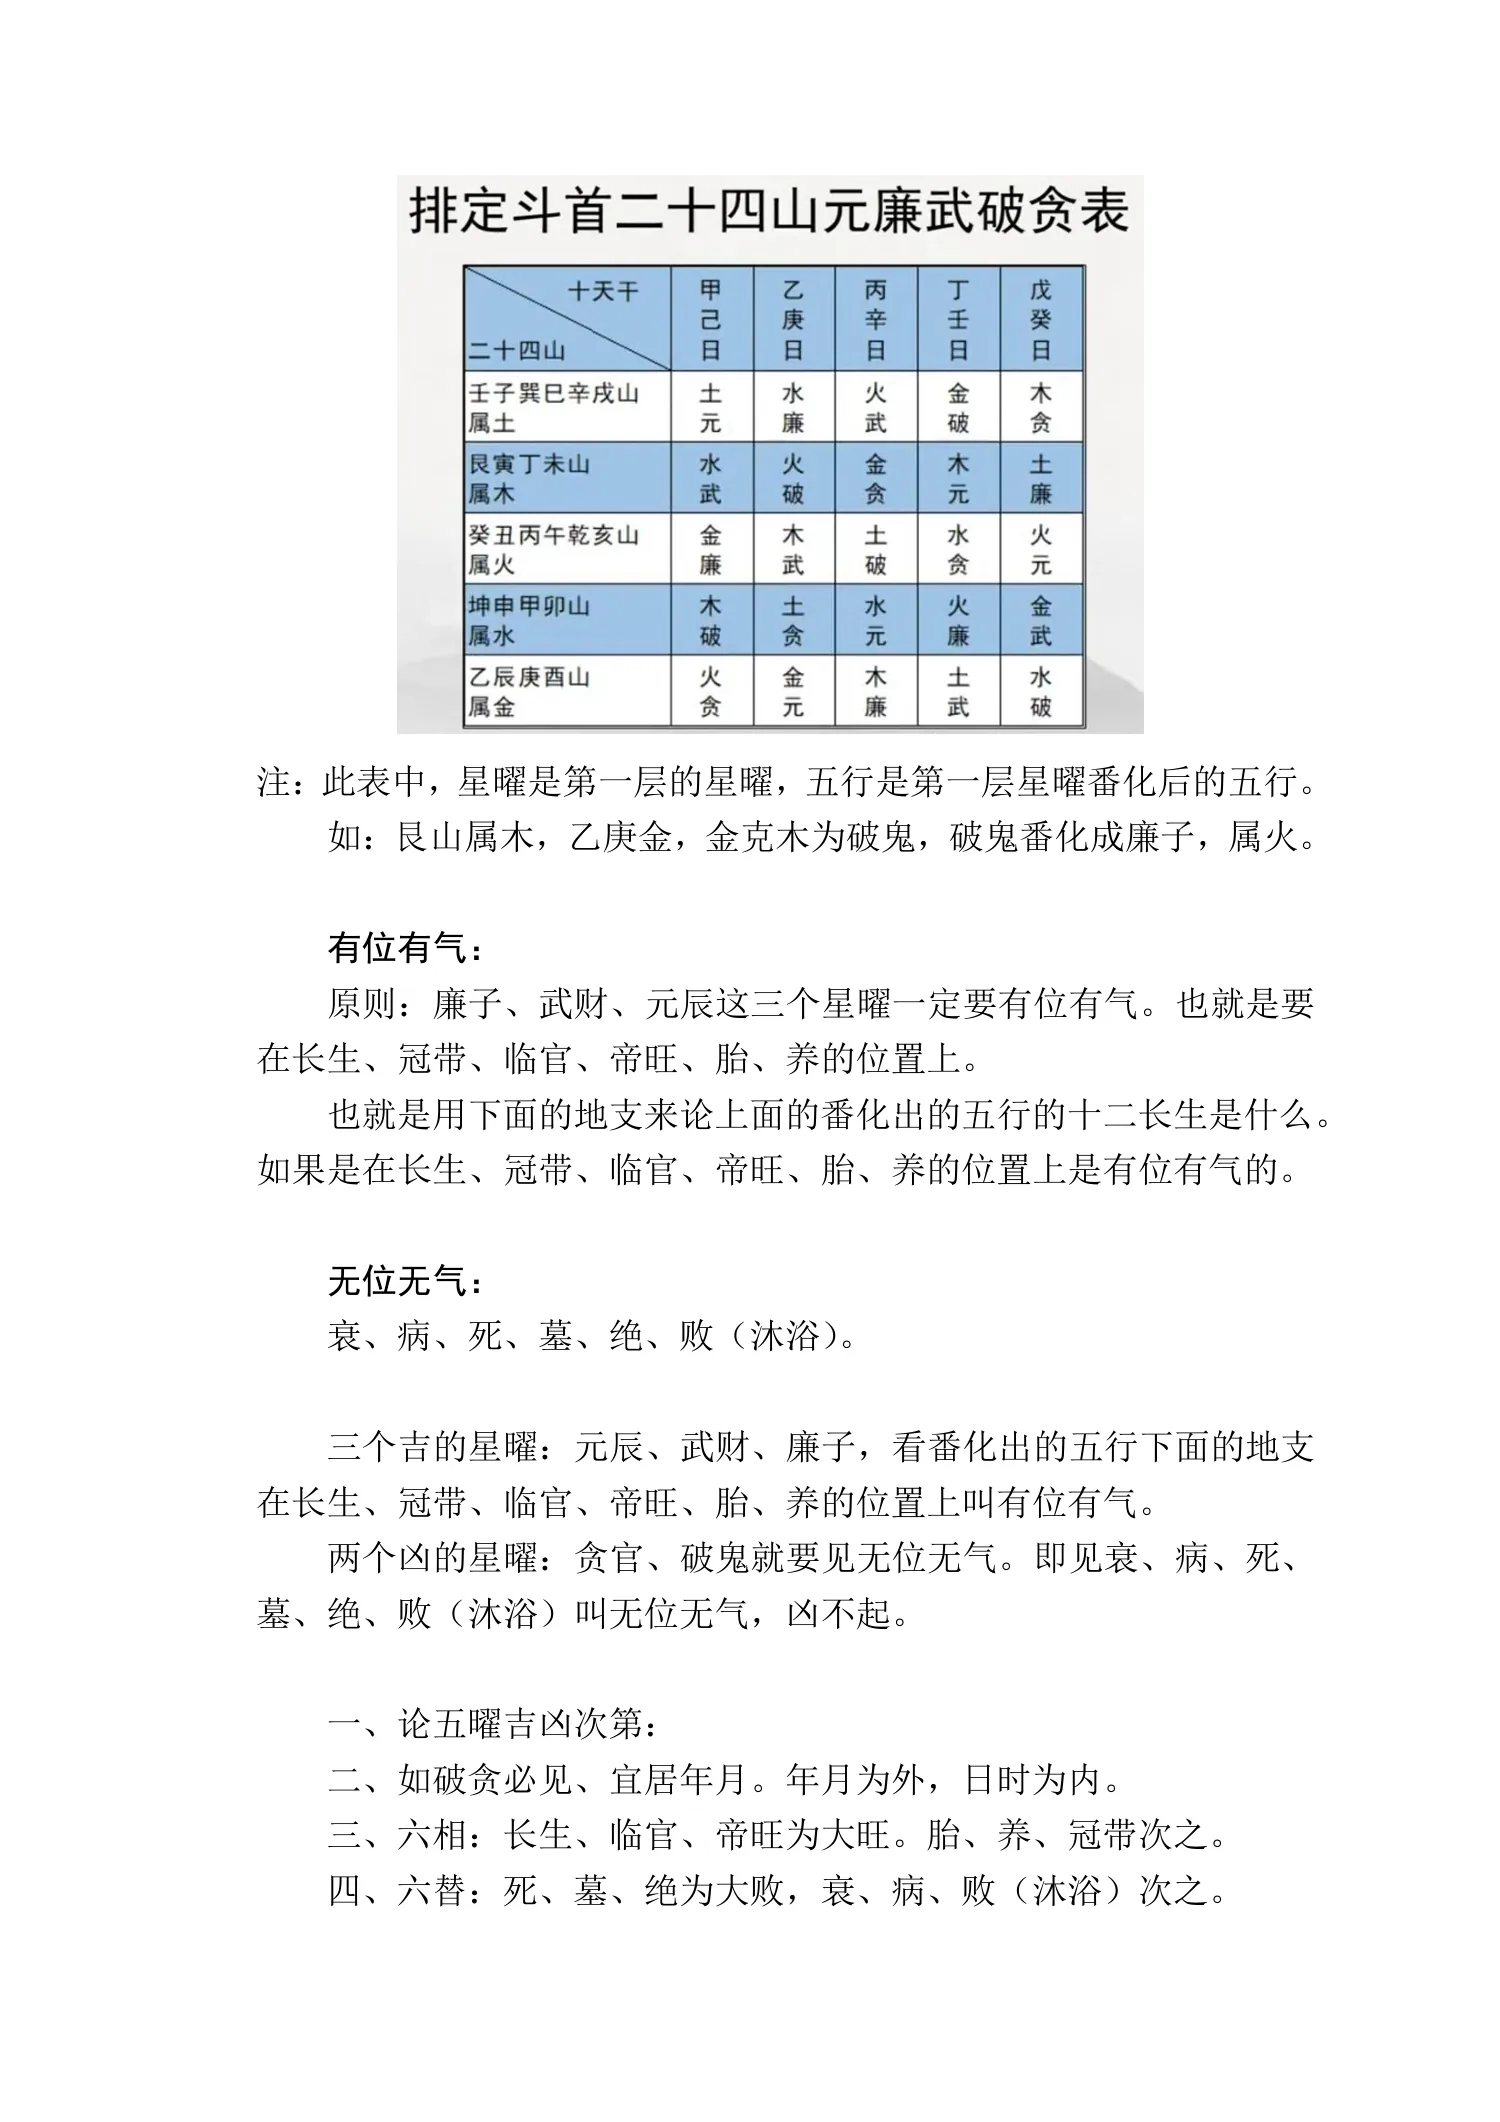 排定斗首二十四山元廉武破贪表
十天干 甲己日 乙庚日 丙辛日 丁壬日 戊癸日
二十四山
壬子巽巳辛戌山 土 水 火 金 木
属土 元 廉 武 破 贪
艮寅丁未山 水 火 金 木 土
属木 武 破 贪 元 廉
癸丑丙午乾亥山 金 木 土 水 火
属火 廉 武 破 贪 元
坤申甲卯山 木 土 水 火 金
属水 破 贪 元 廉 武
乙辰庚酉山 火 金 木 土 水
属金 贪 元 廉 武 破
注：此表中，星曜是第一层的星曜，五行是第一层星曜番化后的五行。
如：艮山属木，乙庚金，金克木为破鬼，破鬼番化成廉子，属火。
有位有气：
原则：廉子、武财、元辰这三个星曜一定要有位有气。也就是要
在长生、冠带、临官、帝旺、胎、养的位置上。
也就是用下面的地支来论上面的番化出的五行的十二长生是什么。
如果是在长生、冠带、临官、帝旺、胎、养的位置上是有位有气的。
无位无气：
衰、病、死、墓、绝、败（沐浴）。
三个吉的星曜：元辰、武财、廉子，看番化出的五行下面的地支
在长生、冠带、临官、帝旺、胎、养的位置上叫有位有气。
两个凶的星曜：贪官、破鬼就要见无位无气。即见衰、病、死、
墓、绝、败（沐浴）叫无位无气，凶不起。
一、论五曜吉凶次第：
二、如破贪必见、宜居年月。年月为外，日时为内。
三、六相：长生、临官、帝旺为大旺。胎、养、冠带次之。
四、六替：死、墓、绝为大败，衰、病、败（沐浴）次之。